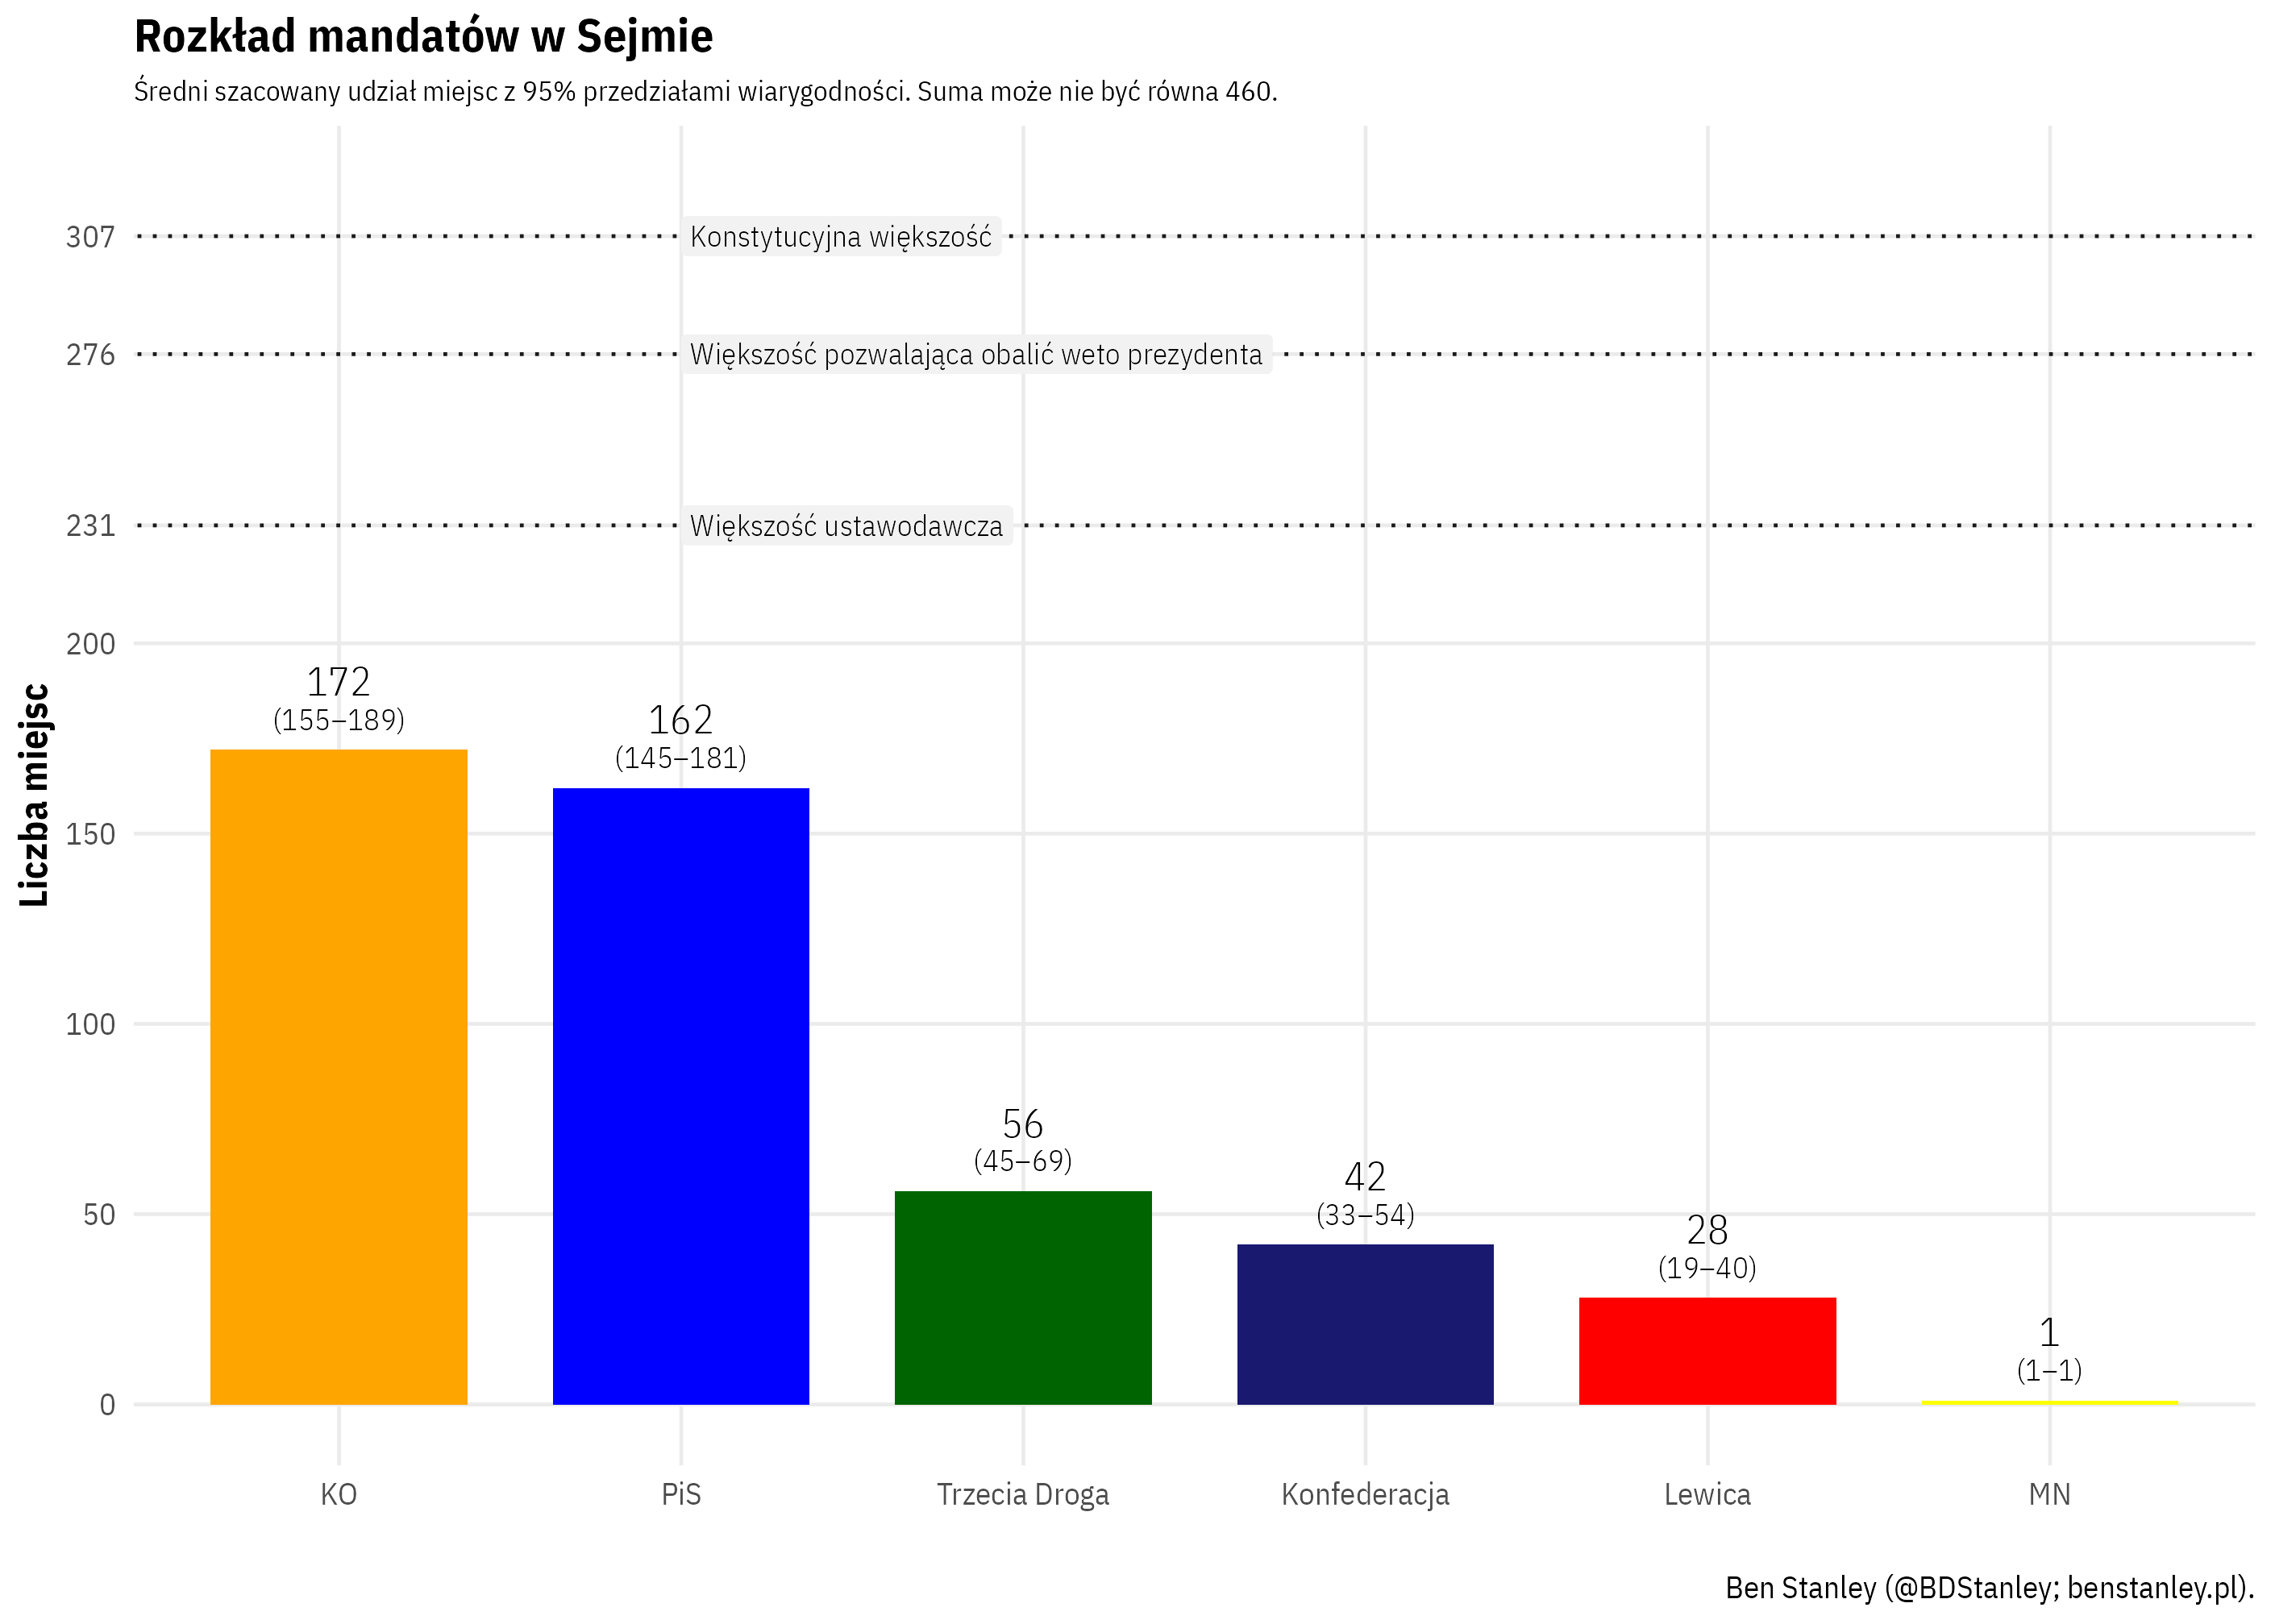 Rozkład mandatów w Sejmie
Średni szacowany udział miejsc z 95% przedziałami wiarygodności. Suma może nie być równa 460.
Liczba miejsc
307
Konstytucyjna większość
276
Większość pozwalająca obalić weto prezydenta
231
Większość ustawodawcza
200
150
100
50
0
172
(155–189)
162
(145–181)
56
(45–69)
42
(33–54)
28
(19–40)
1
(1–1)
KO
PiS
Trzecia Droga
Konfederacja
Lewica
MN
Ben Stanley (@BDStanley; benstanley.pl).